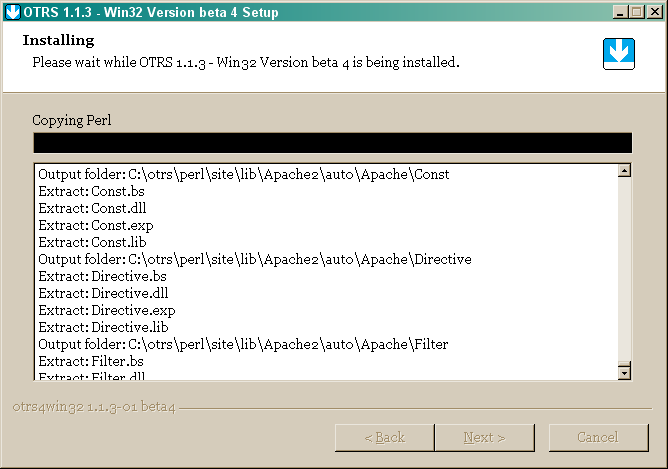 OTRS 1.1.3 - Win32 Version beta 4 Setup
Installing
Please wait while OTRS 1.1.3 - Win32 Version beta 4 is being installed.
Copying Perl
Output folder: C:\otrs\perl\site\lib\Apache2\auto\Apache\Const
Extract: Const.bs
Extract: Const.dll
Extract: Const.exp
Extract: Const.lib
Output folder: C:\otrs\perl\site\lib\Apache2\auto\Apache\Directive
Extract: Directive.bs
Extract: Directive.dll
Extract: Directive.exp
Extract: Directive.lib
Output folder: C:\otrs\perl\site\lib\Apache2\auto\Apache\Filter
Extract: Filter.bs
Extract: Filter.dll
otrs4win32 1.1.3-01 beta4
< Back
Next >
Cancel